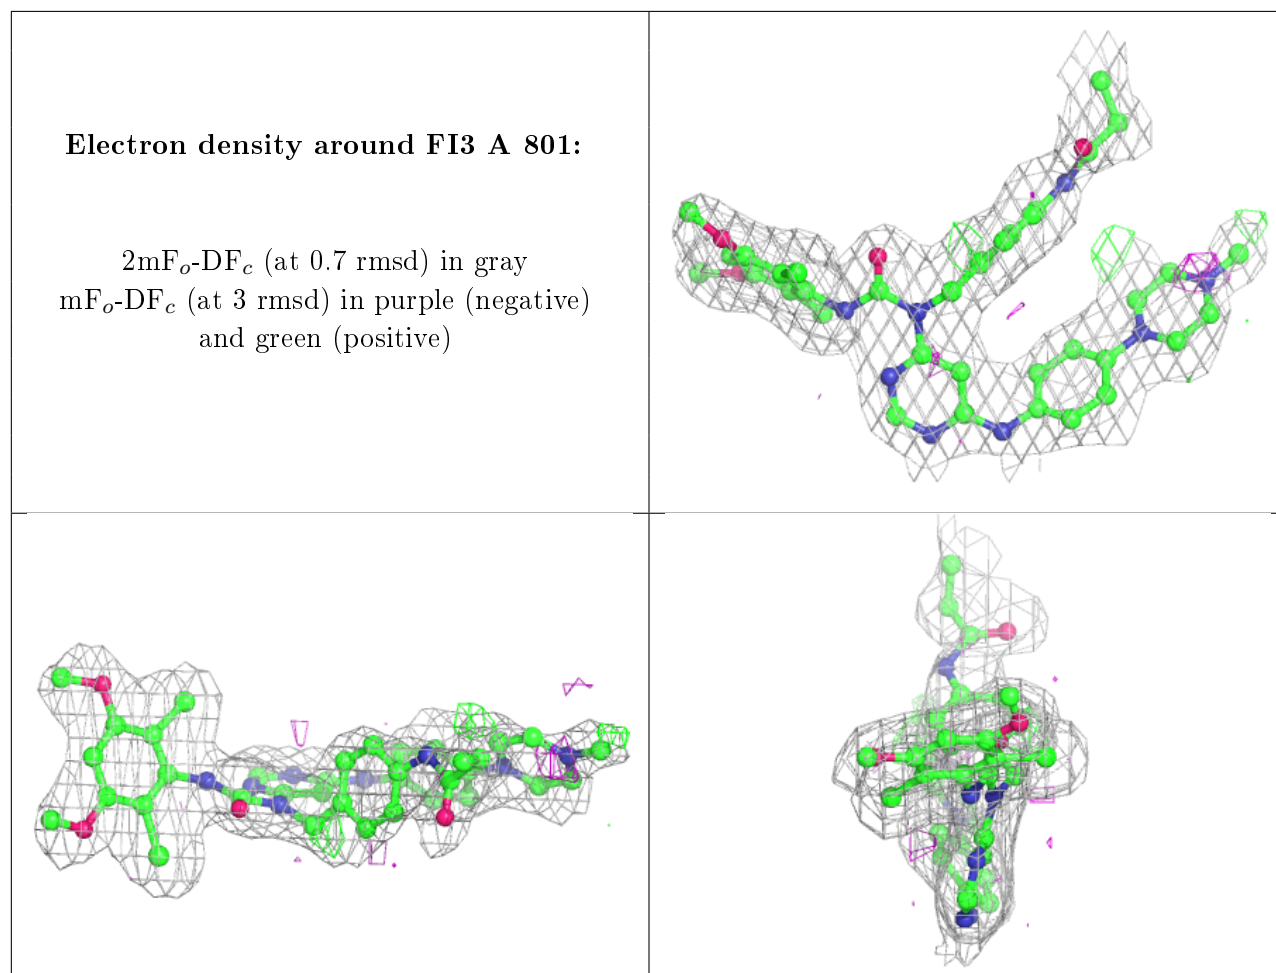 Electron density around FI3 A 801:
2mFₒ-DF𝒸 (at 0.7 rmsd) in gray
mFₒ-DF𝒸 (at 3 rmsd) in purple (negative)
and green (positive)